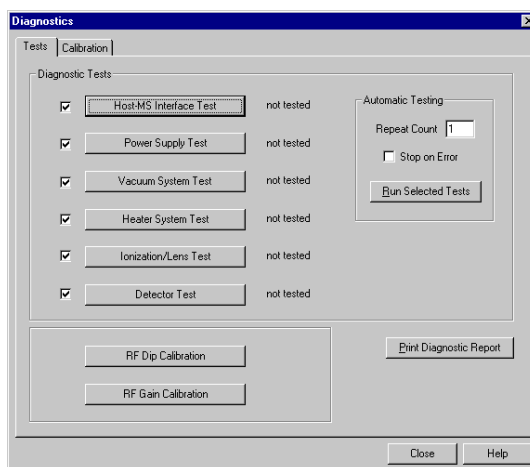 Diagnostics
Tests
Calibration
Diagnostic Tests
Host-MS Interface Test
not tested
Power Supply Test
not tested
Vacuum System Test
not tested
Heater System Test
not tested
Ionization/Lens Test
not tested
Detector Test
not tested
Automatic Testing
Repeat Count 1
Stop on Error
Run Selected Tests
RF Dip Calibration
RF Gain Calibration
Print Diagnostic Report
Close
Help